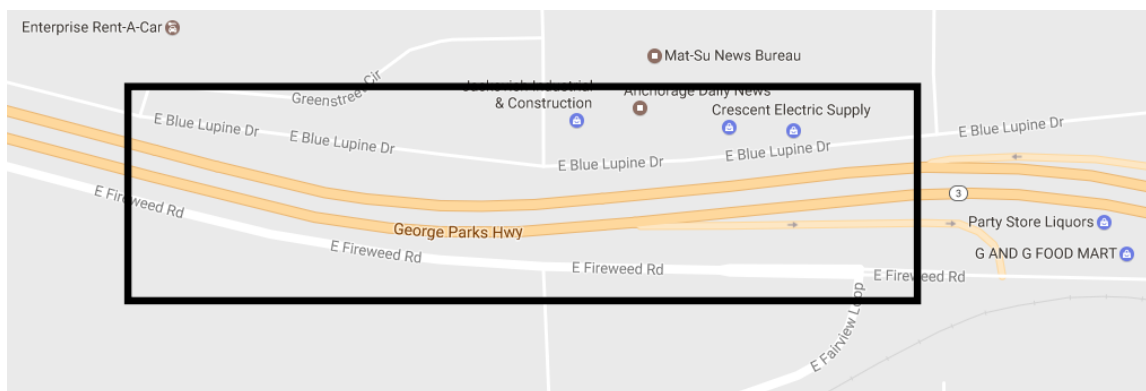 Enterprise Rent-A-Car
Mat-Su News Bureau
Greenstreet Cir
Jackovich Industrial
& Construction
Anchorage Daily News
Crescent Electric Supply
E Blue Lupine Dr
E Blue Lupine Dr
E Blue Lupine Dr
E Blue Lupine Dr
E Blue Lupine Dr
E Fireweed Rd
3
George Parks Hwy
Party Store Liquors
E Fireweed Rd
G AND G FOOD MART
E Fireweed Rd
E Fireweed Rd
E Fairview Loop